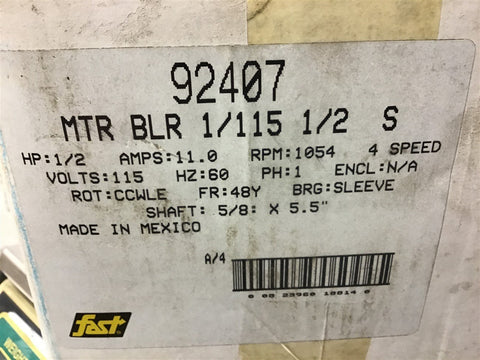 92407
MTR BLR 1/115 1/2 S
HP:1/2 AMPS:11.0 RPM:1054 4 SPEED
VOLTS:115 HZ:60 PH:1 ENCL:N/A
ROT:CCWLE FR:48Y BRG:SLEEVE
SHAFT: 5/8: X 5.5"
MADE IN MEXICO
A/4
fast